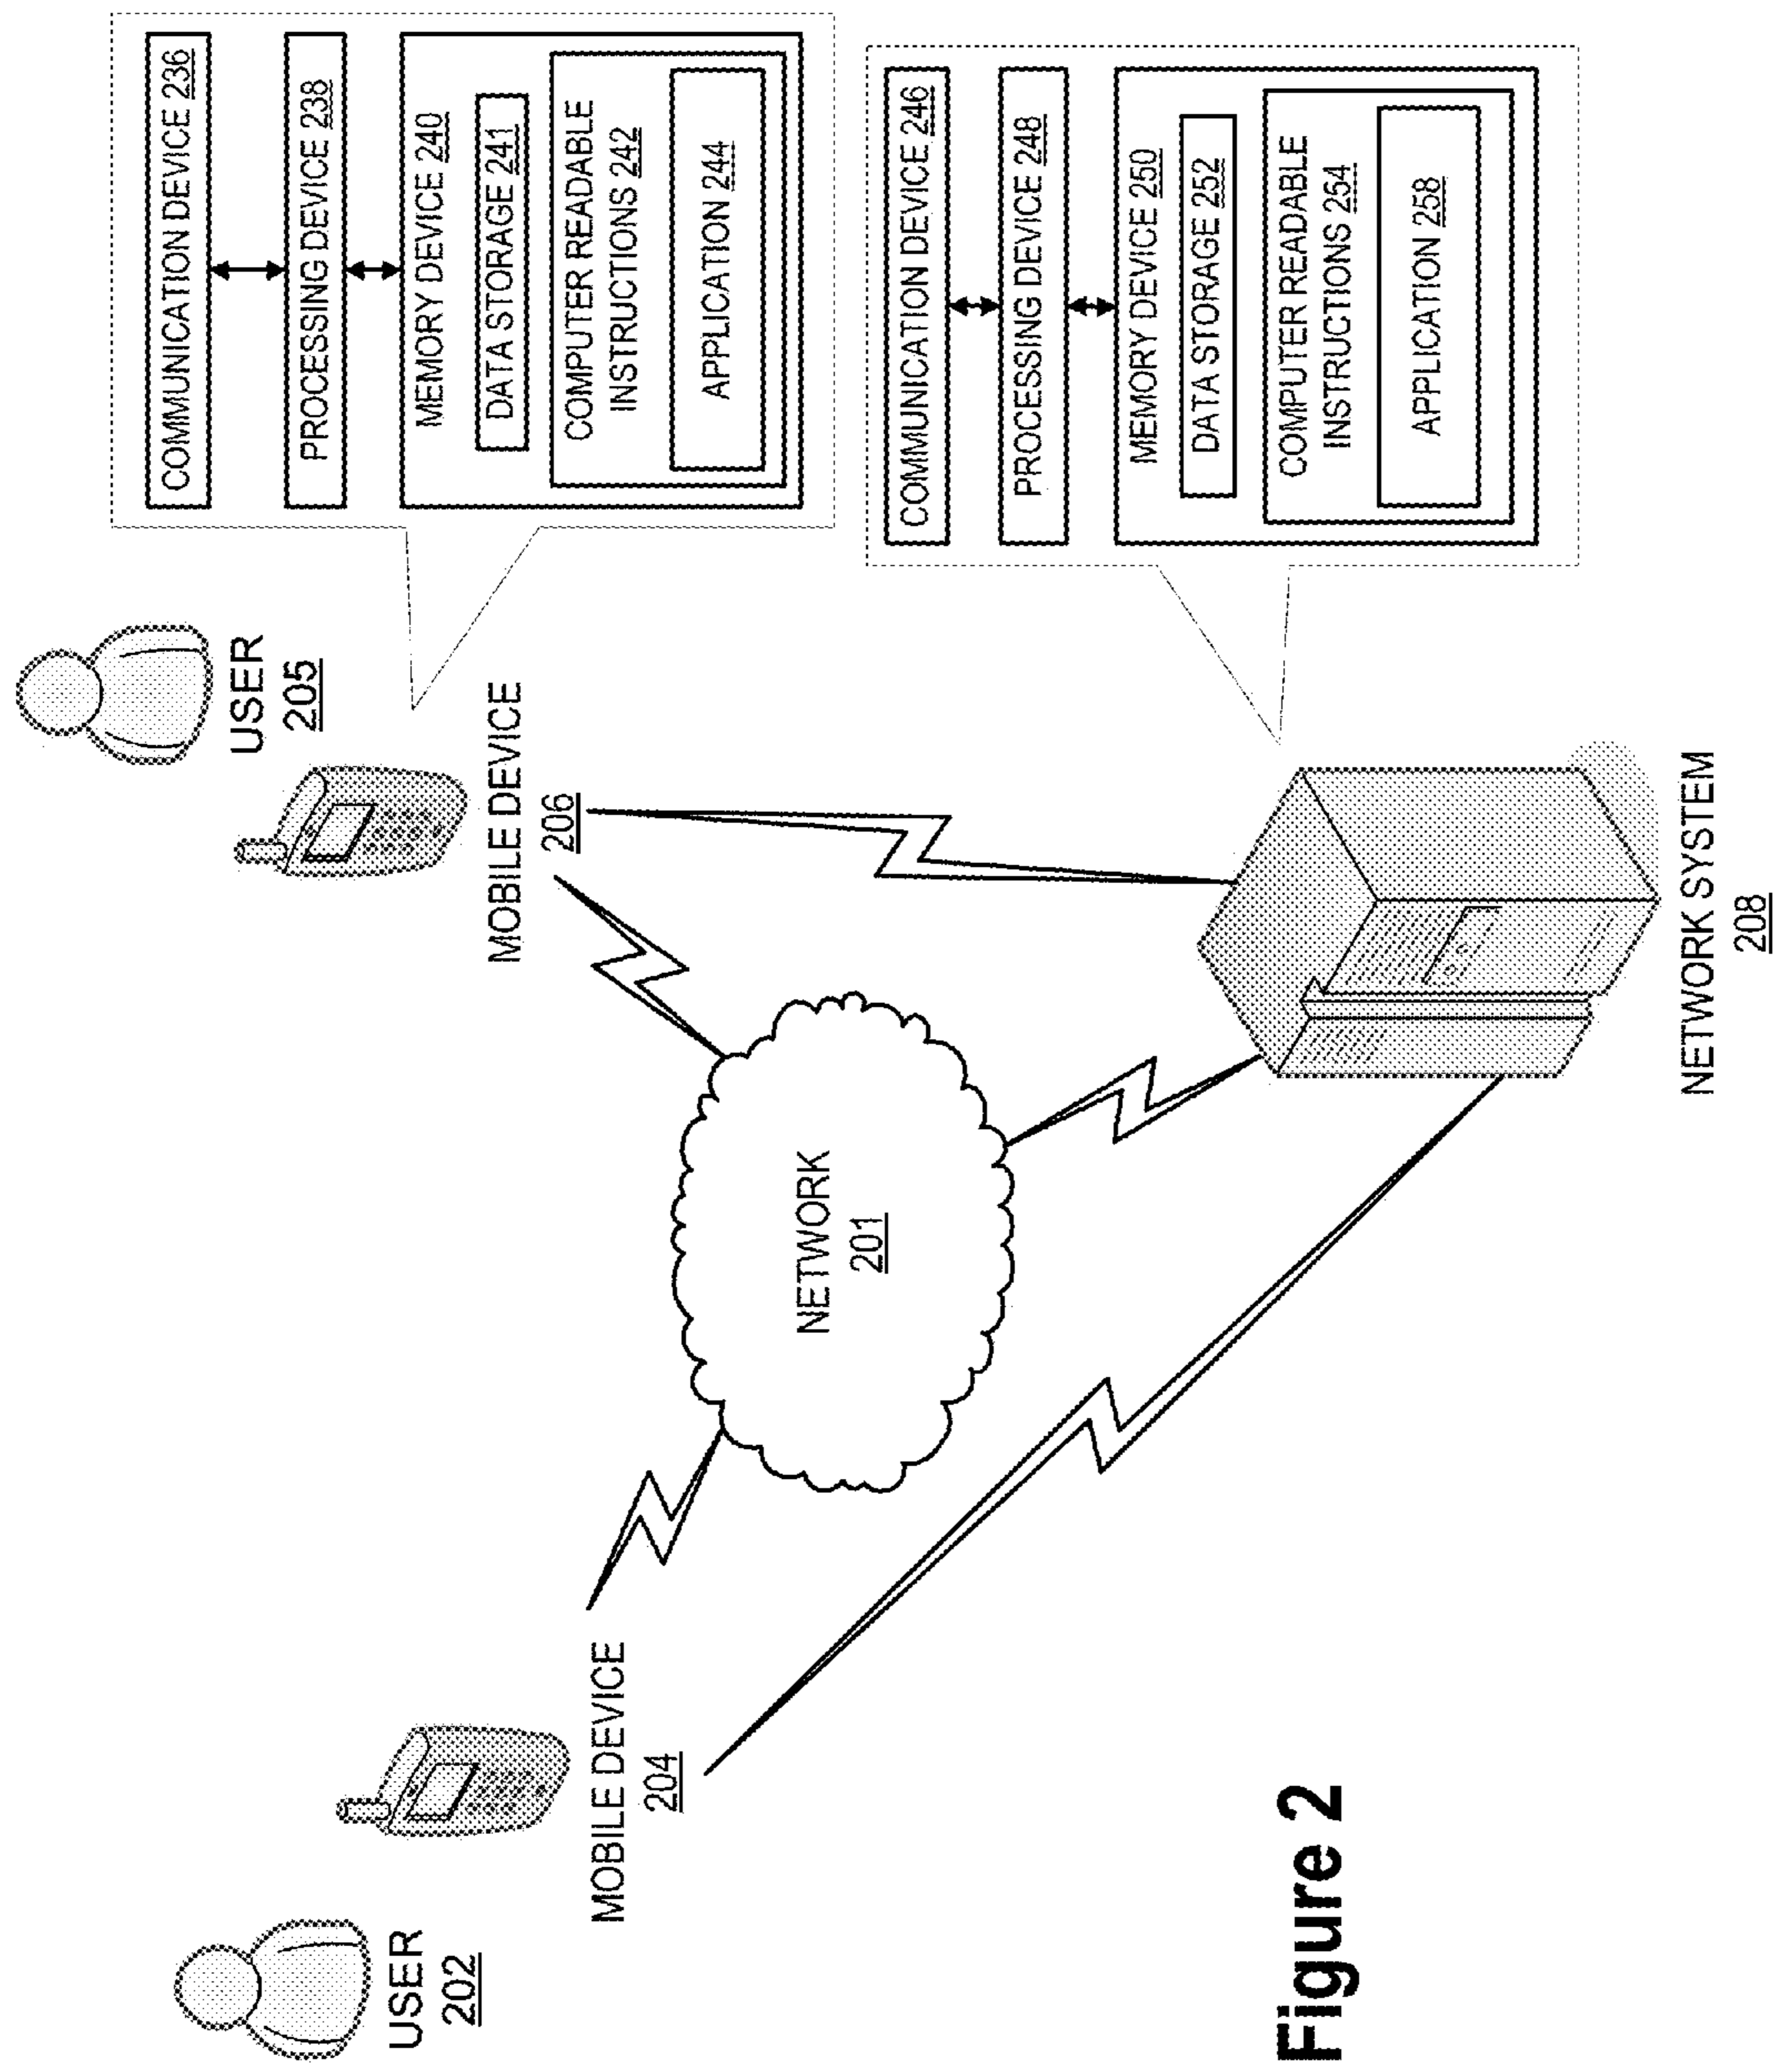 USER
202
MOBILE DEVICE
204
USER
205
MOBILE DEVICE
206
NETWORK
201
NETWORK SYSTEM
208
COMMUNICATION DEVICE 236
PROCESSING DEVICE 238
MEMORY DEVICE 240
DATA STORAGE 241
COMPUTER READABLE
INSTRUCTIONS 242
APPLICATION 244
COMMUNICATION DEVICE 246
PROCESSING DEVICE 248
MEMORY DEVICE 250
DATA STORAGE 252
COMPUTER READABLE
INSTRUCTIONS 254
APPLICATION 258
Figure 2